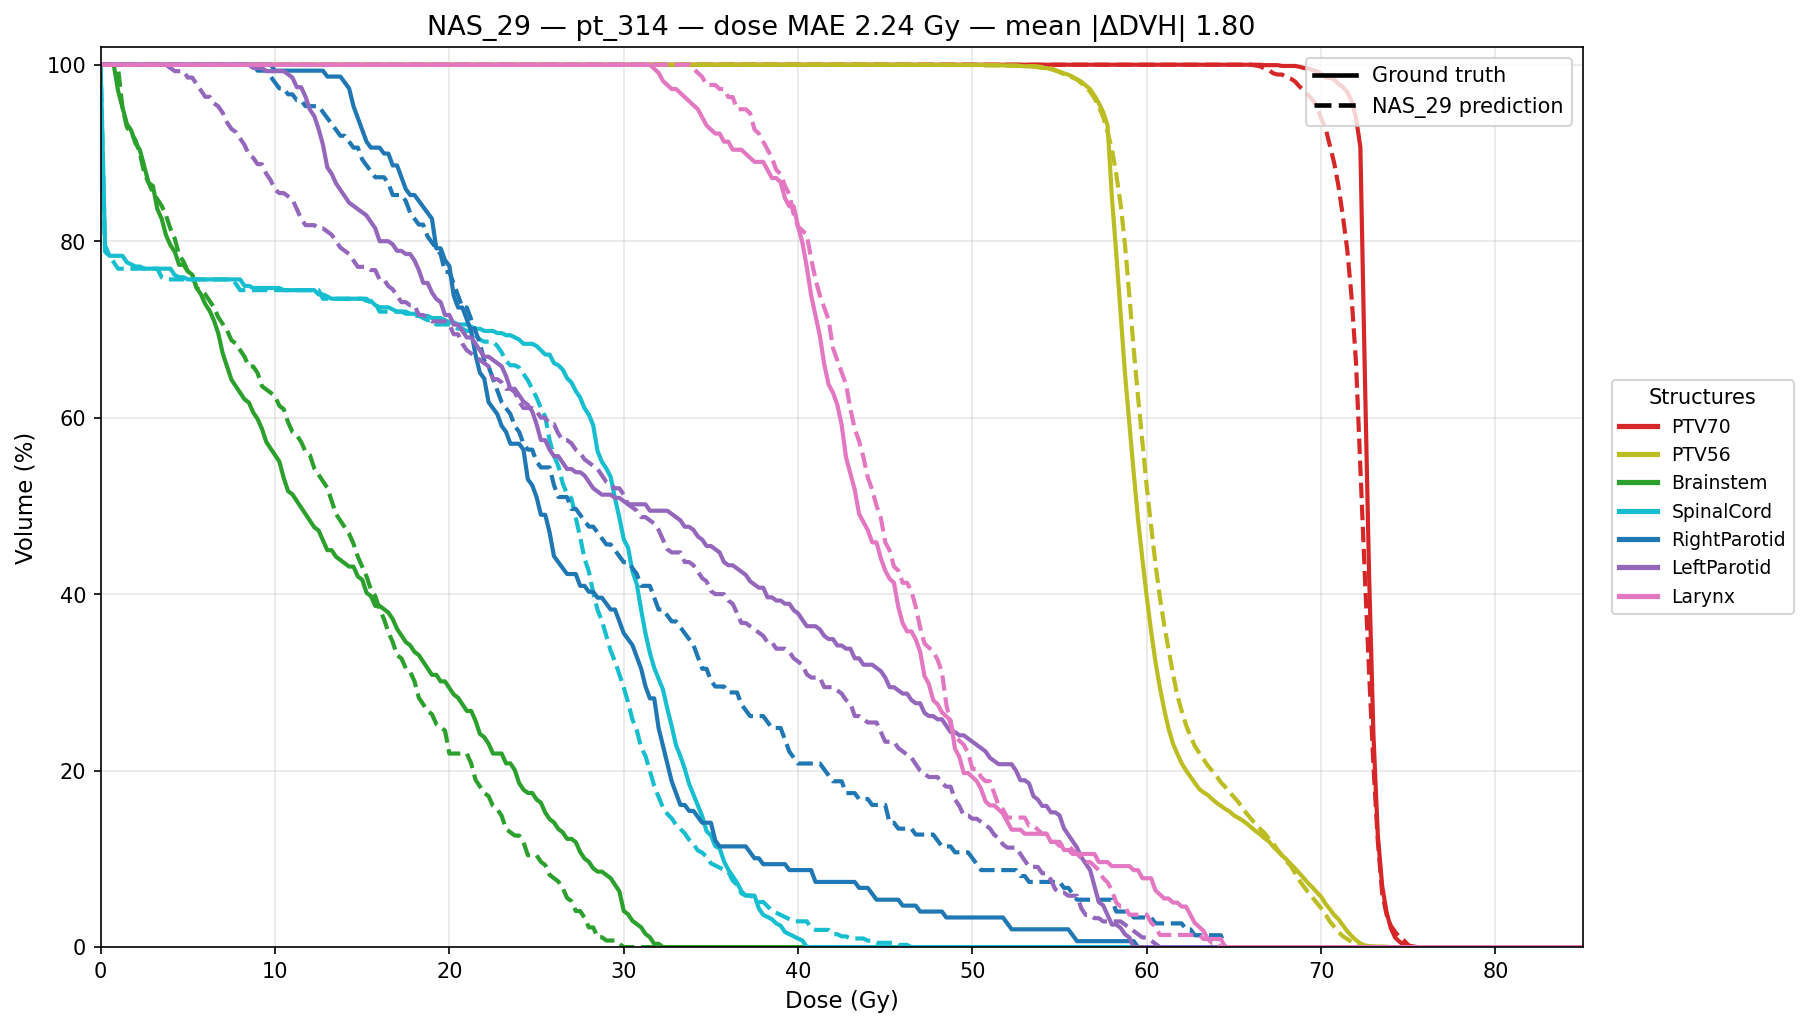 NAS_29 — pt_314 — dose MAE 2.24 Gy — mean |ΔDVH| 1.80
Ground truth
NAS_29 prediction
Volume (%)
100
80
60
40
20
0
0 10 20 30 40 50 60 70 80
Dose (Gy)
Structures
PTV70
PTV56
Brainstem
SpinalCord
RightParotid
LeftParotid
Larynx